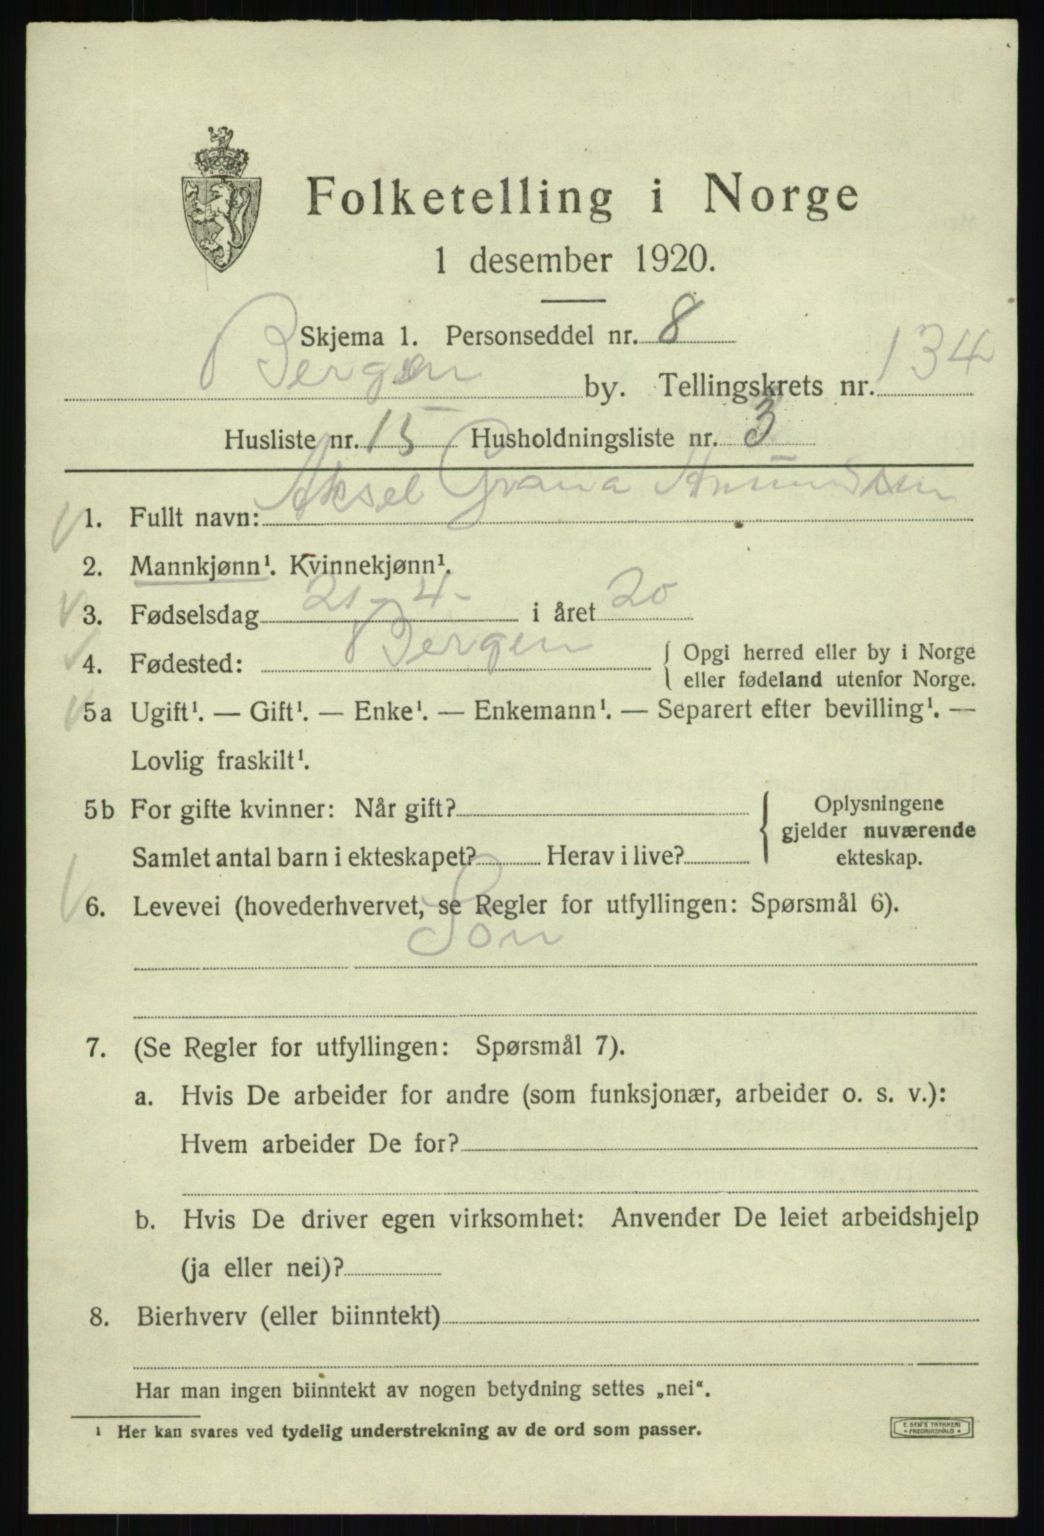 Folketelling i Norge
1 desember 1920.
Skjema 1. Personseddel nr. 8
Bergen by. Tellingskrets nr. 134
Husliste nr. 15 Husholdningsliste nr. 3
1. Fullt navn: Aksel Amundsen
2. Mannkjønn¹. Kvinnekjønn¹.
3. Fødselsdag 21-4- i året 20
4. Fødested: Bergen { Opgi herred eller by i Norge
eller fødeland utenfor Norge.
5a Ugift¹. — Gift¹. — Enke¹. — Enkemann¹. — Separert efter bevilling¹. —
Lovlig fraskilt¹.
5b For gifte kvinner: Når gift?
Samlet antal barn i ekteskapet? Herav i live?
} Oplysningene
gjelder nuværende
ekteskap.
6. Levevei (hovederhvervet, se Regler for utfyllingen: Spørsmål 6).
Søn
7. (Se Regler for utfyllingen: Spørsmål 7).
a. Hvis De arbeider for andre (som funksjonær, arbeider o. s. v.):
Hvem arbeider De for?
b. Hvis De driver egen virksomhet: Anvender De leiet arbeidshjelp
(ja eller nei)?
8. Bierhverv (eller biinntekt)
Har man ingen biinntekt av nogen betydning settes „nei“.
¹ Her kan svares ved tydelig understrekning av de ord som passer.
E. SEM'S TRYKKERI
FREDRIKSHALD